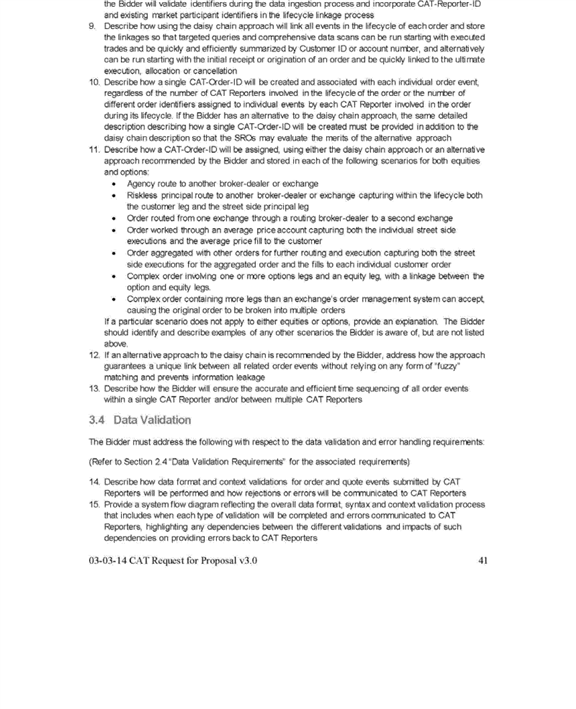 the Bidder will validate identifiers during the data ingestion process and incorporate CAT-Reporter-ID
and existing market participant identifiers in the lifecycle linkage process
9. Describe how using the daisy chain approach will link all events in the lifecycle of each order and store
the linkages so that targeted queries and comprehensive data scans can be run starting with executed
trades and be quickly and efficiently summarized by Customer ID or account number, and alternatively
can be run starting with the initial receipt or origination of an order and be quickly linked to the ultimate
execution, allocation or cancellation
10. Describe how a single CAT-Order-ID will be created and associated with each individual order event,
regardless of the number of CAT Reporters involved in the lifecycle of the order or the number of
different order identifiers assigned to individual events by each CAT Reporter involved in the order
during its lifecycle. If the Bidder has an alternative to the daisy chain approach, the same detailed
description describing how a single CAT-Order-ID will be created must be provided in addition to the
daisy chain description so that the SROs may evaluate the merits of the alternative approach
11. Describe how a CAT-Order-ID will be assigned, using either the daisy chain approach or an alternative
approach recommended by the Bidder and stored in each of the following scenarios for both equities
and options:
• Agency route to another broker-dealer or exchange
• Riskless principal route to another broker-dealer or exchange capturing within the lifecycle both
the customer leg and the street side principal leg
• Order routed from one exchange through a routing broker-dealer to a second exchange
• Order worked through an average price account capturing both the individual street side
executions and the average price fill to the customer
• Order aggregated with other orders for further routing and execution capturing both the street
side executions for the aggregated order and the fills to each individual customer order
• Complex order involving one or more options legs and an equity leg, with a linkage between the
option and equity legs.
• Complex order containing more legs than an exchange's order management system can accept,
causing the original order to be broken into multiple orders
If a particular scenario does not apply to either equities or options, provide an explanation. The Bidder
should identify and describe examples of any other scenarios the Bidder is aware of, but are not listed
above.
12. If an alternative approach to the daisy chain is recommended by the Bidder, address how the approach
guarantees a unique link between all related order events without relying on any form of "fuzzy"
matching and prevents information leakage
13. Describe how the Bidder will ensure the accurate and efficient time sequencing of all order events
within a single CAT Reporter and/or between multiple CAT Reporters
3.4 Data Validation
The Bidder must address the following with respect to the data validation and error handling requirements:
(Refer to Section 2.4 "Data Validation Requirements" for the associated requirements)
14. Describe how data format and context validations for order and quote events submitted by CAT
Reporters will be performed and how rejections or errors will be communicated to CAT Reporters
15. Provide a system flow diagram reflecting the overall data format, syntax and context validation process
that includes when each type of validation will be completed and errors communicated to CAT
Reporters, highlighting any dependencies between the different validations and impacts of such
dependencies on providing errors back to CAT Reporters
03-03-14 CAT Request for Proposal v3.0 41